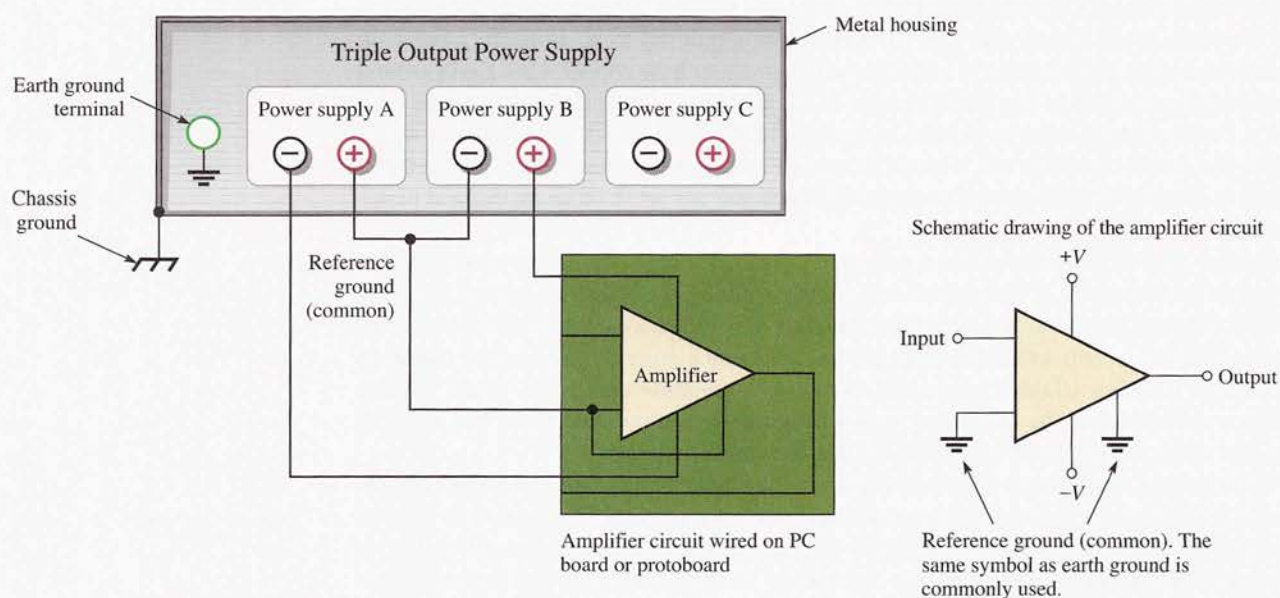 Metal housing
Triple Output Power Supply
Earth ground
terminal
Power supply A
Power supply B
Power supply C
− +
− +
− +
Chassis
ground
Reference
ground
(common)
Amplifier
Amplifier circuit wired on PC
board or protoboard
Schematic drawing of the amplifier circuit
+V
Input
Output
−V
Reference ground (common). The
same symbol as earth ground is
commonly used.